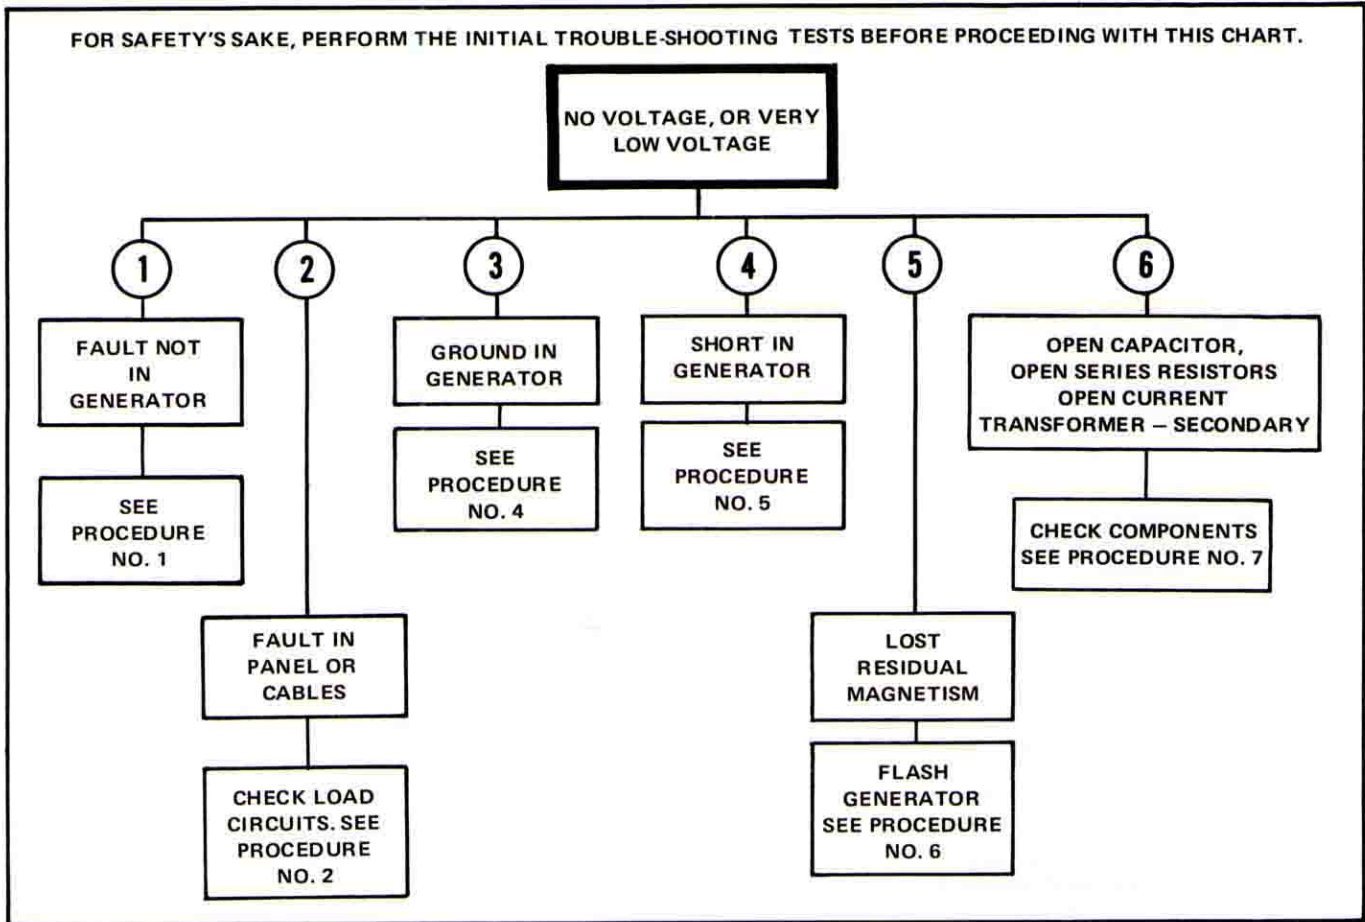 FOR SAFETY'S SAKE, PERFORM THE INITIAL TROUBLE-SHOOTING TESTS BEFORE PROCEEDING WITH THIS CHART.
NO VOLTAGE, OR VERY
LOW VOLTAGE
1
FAULT NOT
IN
GENERATOR
SEE
PROCEDURE
NO. 1
2
FAULT IN
PANEL OR
CABLES
CHECK LOAD
CIRCUITS. SEE
PROCEDURE
NO. 2
3
GROUND IN
GENERATOR
SEE
PROCEDURE
NO. 4
4
SHORT IN
GENERATOR
SEE
PROCEDURE
NO. 5
5
LOST
RESIDUAL
MAGNETISM
FLASH
GENERATOR
SEE PROCEDURE
NO. 6
6
OPEN CAPACITOR,
OPEN SERIES RESISTORS
OPEN CURRENT
TRANSFORMER – SECONDARY
CHECK COMPONENTS
SEE PROCEDURE NO. 7